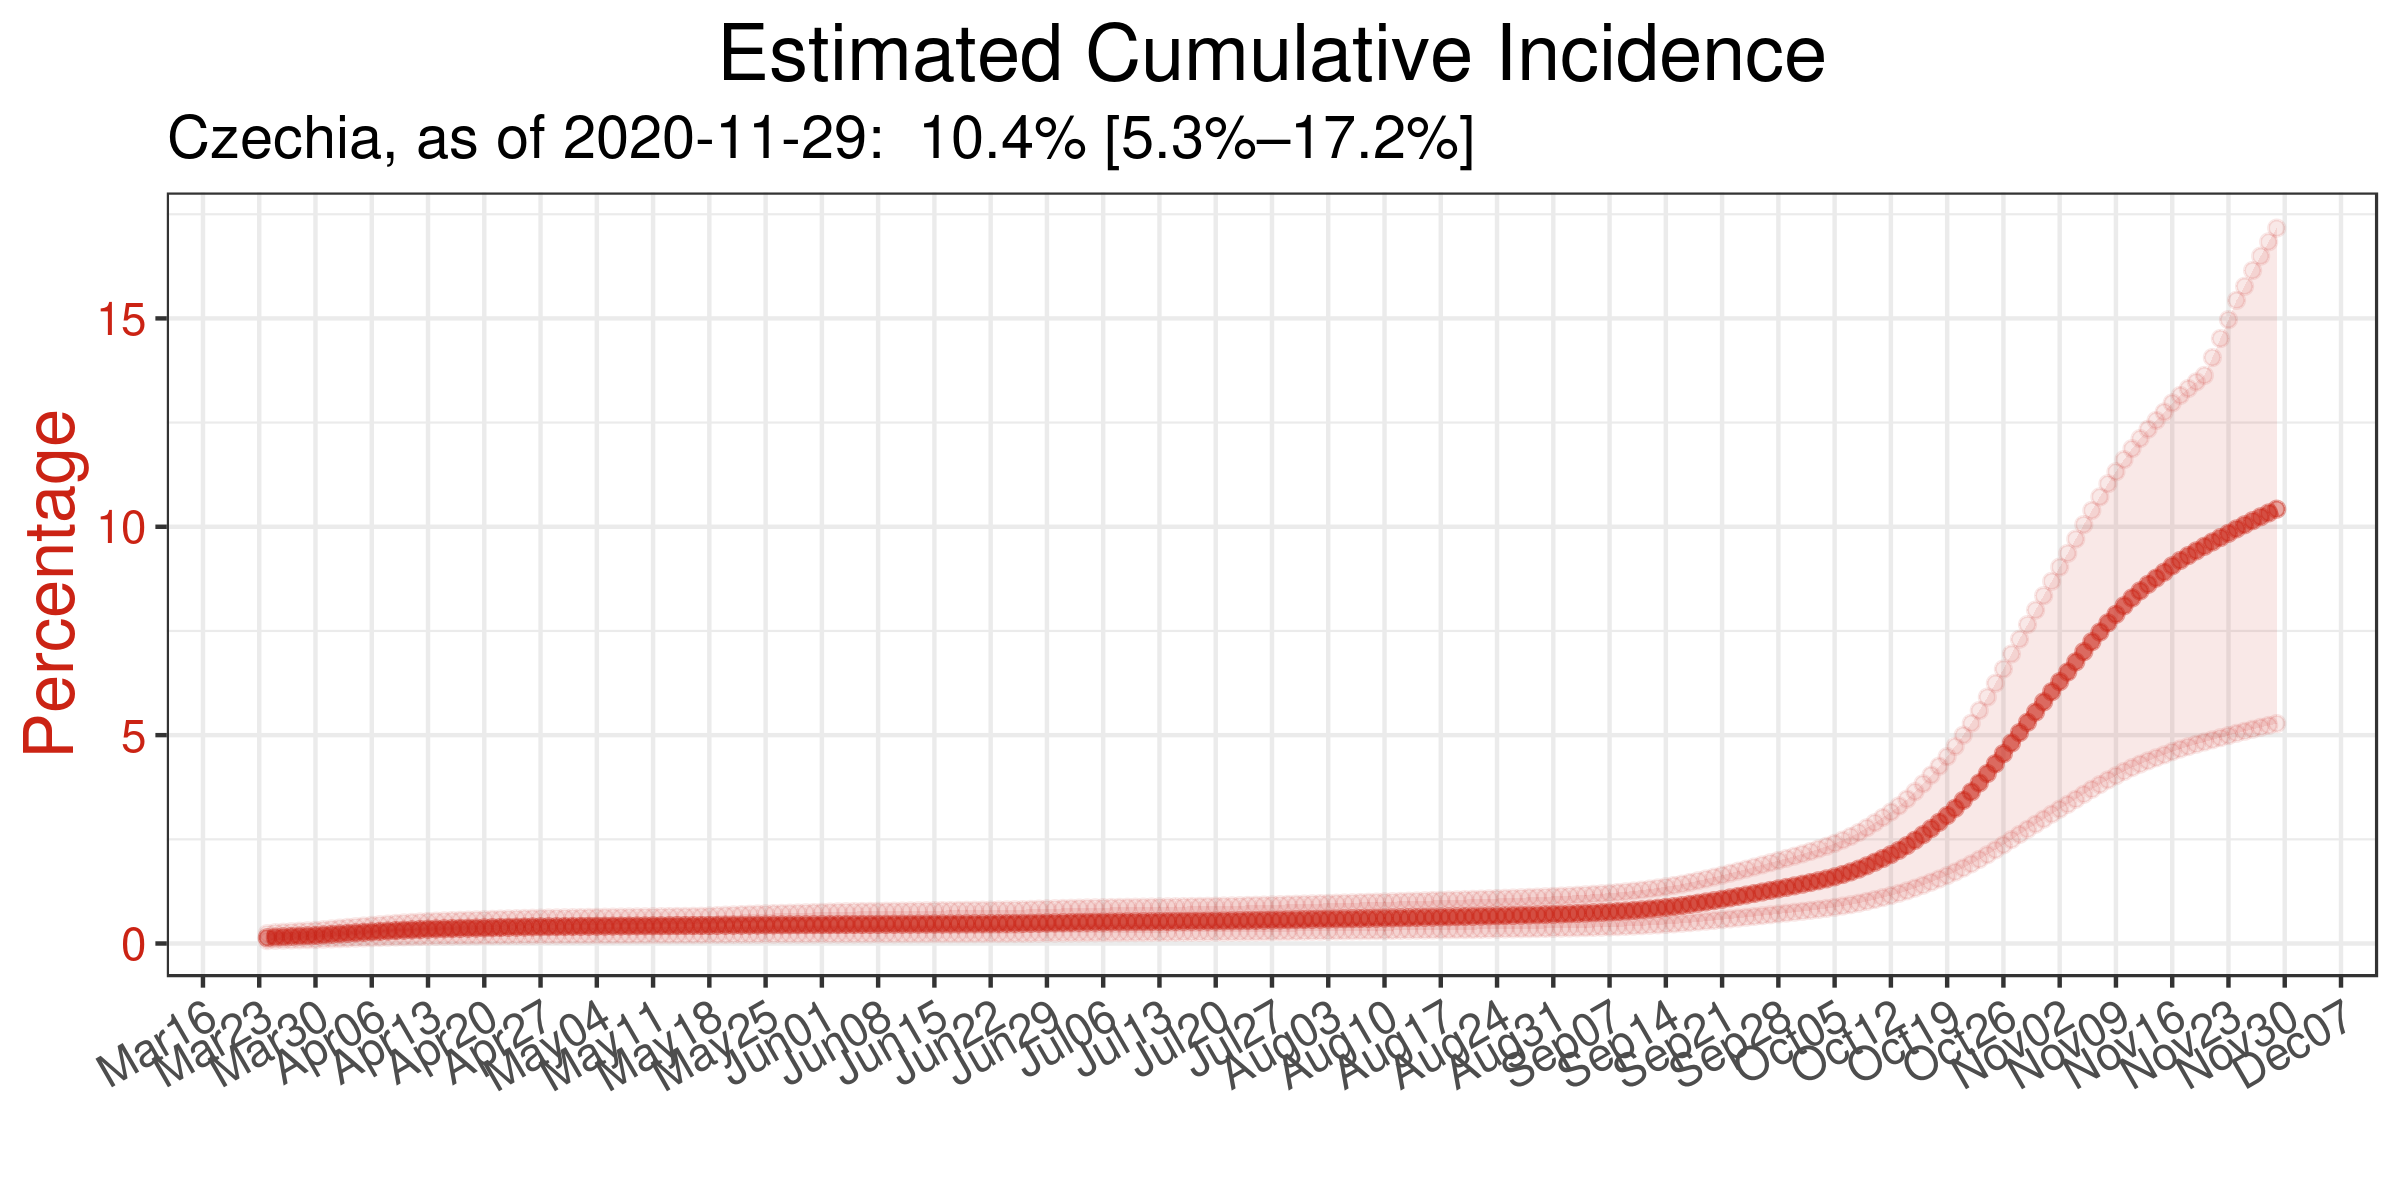 Estimated Cumulative Incidence
Czechia, as of 2020-11-29:  10.4% [5.3%–17.2%]
Percentage
15
10
5
0
Mar16
Mar23
Mar30
Apr06
Apr13
Apr20
Apr27
May04
May11
May18
May25
Jun01
Jun08
Jun15
Jun22
Jun29
Jul06
Jul13
Jul20
Jul27
Aug03
Aug10
Aug17
Aug24
Aug31
Sep07
Sep14
Sep21
Sep28
Oct05
Oct12
Oct19
Oct26
Nov02
Nov09
Nov16
Nov23
Nov30
Dec07